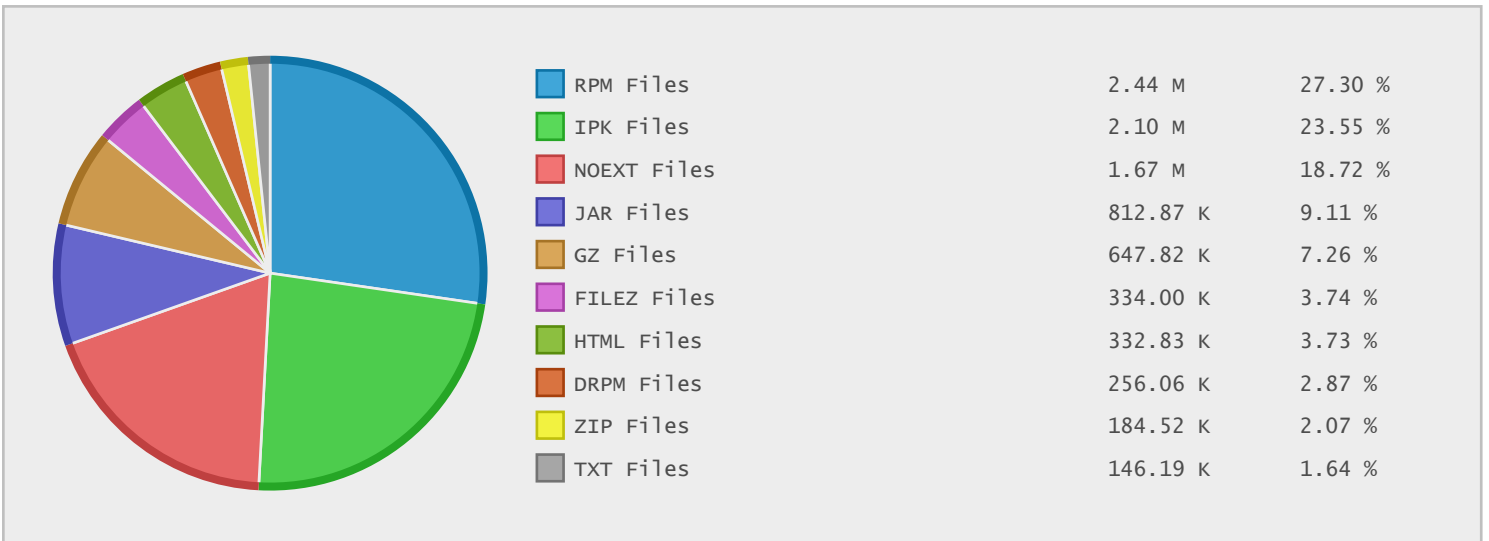 RPM Files 2.44 M 27.30 %
IPK Files 2.10 M 23.55 %
NOEXT Files 1.67 M 18.72 %
JAR Files 812.87 K 9.11 %
GZ Files 647.82 K 7.26 %
FILEZ Files 334.00 K 3.74 %
HTML Files 332.83 K 3.73 %
DRPM Files 256.06 K 2.87 %
ZIP Files 184.52 K 2.07 %
TXT Files 146.19 K 1.64 %